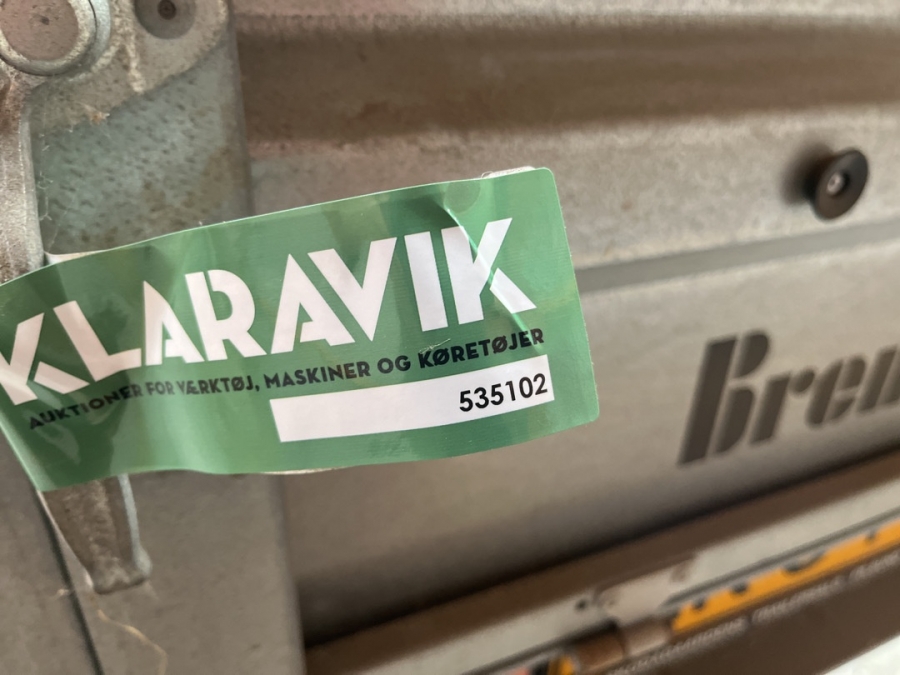 KLARAVIK
AUKTIONER FOR VÆRKTØJ, MASKINER OG KØRETØJER
535102
Bren